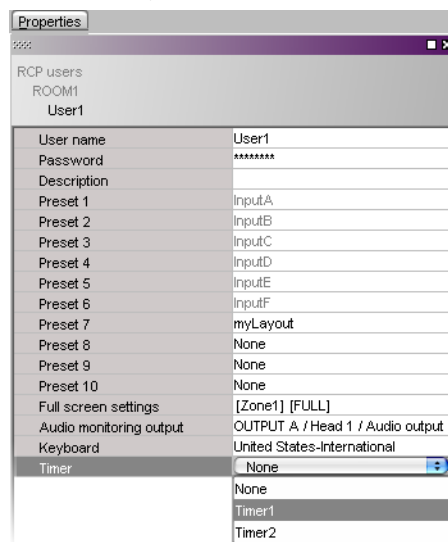 Properties
RCP users
ROOM1
User1
User name User1
Password ********
Description
Preset 1 InputA
Preset 2 InputB
Preset 3 InputC
Preset 4 InputD
Preset 5 InputE
Preset 6 InputF
Preset 7 myLayout
Preset 8 None
Preset 9 None
Preset 10 None
Full screen settings [Zone1] [FULL]
Audio monitoring output OUTPUT A / Head 1 / Audio output
Keyboard United States-International
Timer None
None
Timer1
Timer2